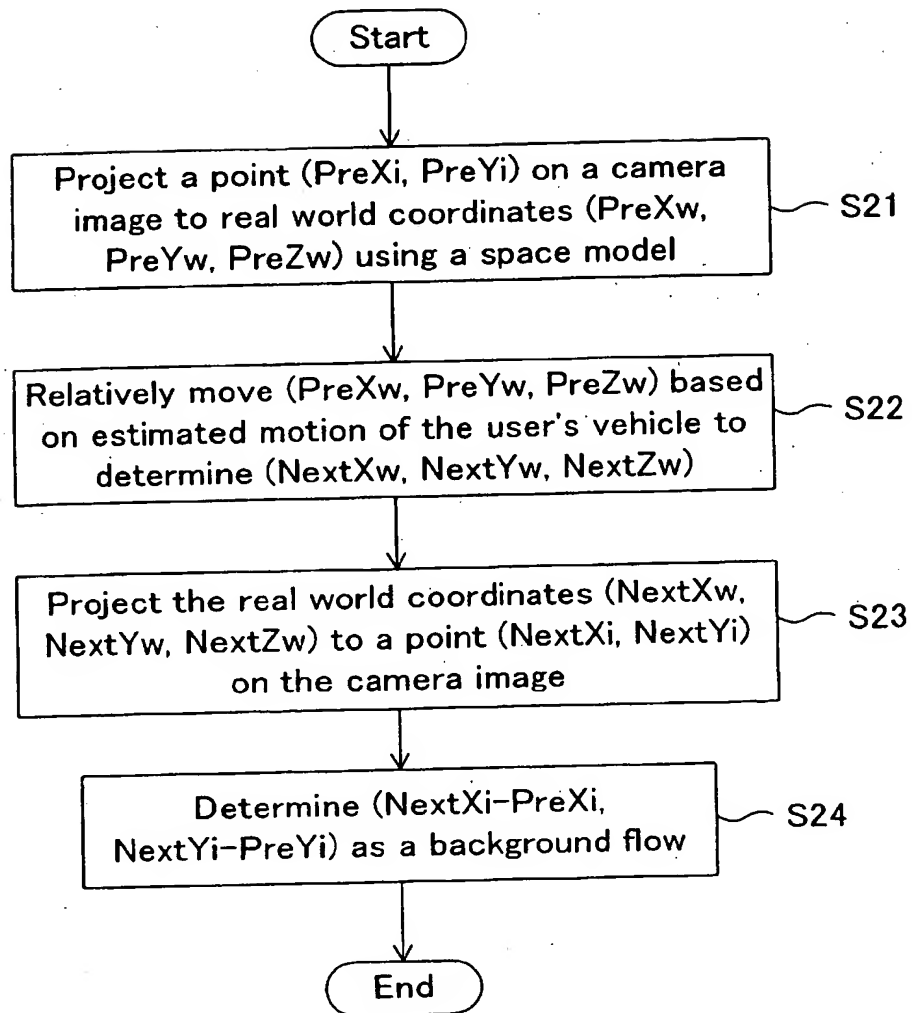 Start
Project a point (PreXi, PreYi) on a camera
image to real world coordinates (PreXw,
PreYw, PreZw) using a space model
S21
Relatively move (PreXw, PreYw, PreZw) based
on estimated motion of the user's vehicle to
determine (NextXw, NextYw, NextZw)
S22
Project the real world coordinates (NextXw,
NextYw, NextZw) to a point (NextXi, NextYi)
on the camera image
S23
Determine (NextXi-PreXi,
NextYi-PreYi) as a background flow
S24
End